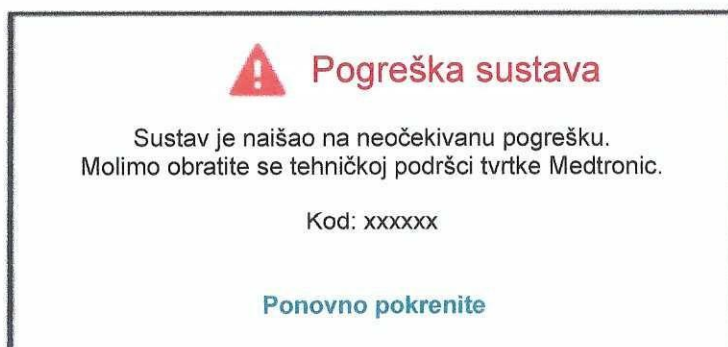 Pogreška sustava
Sustav je naišao na neočekivanu pogrešku.
Molimo obratite se tehničkoj podršci tvrtke Medtronic.
Kod: xxxxxx
Ponovno pokrenite